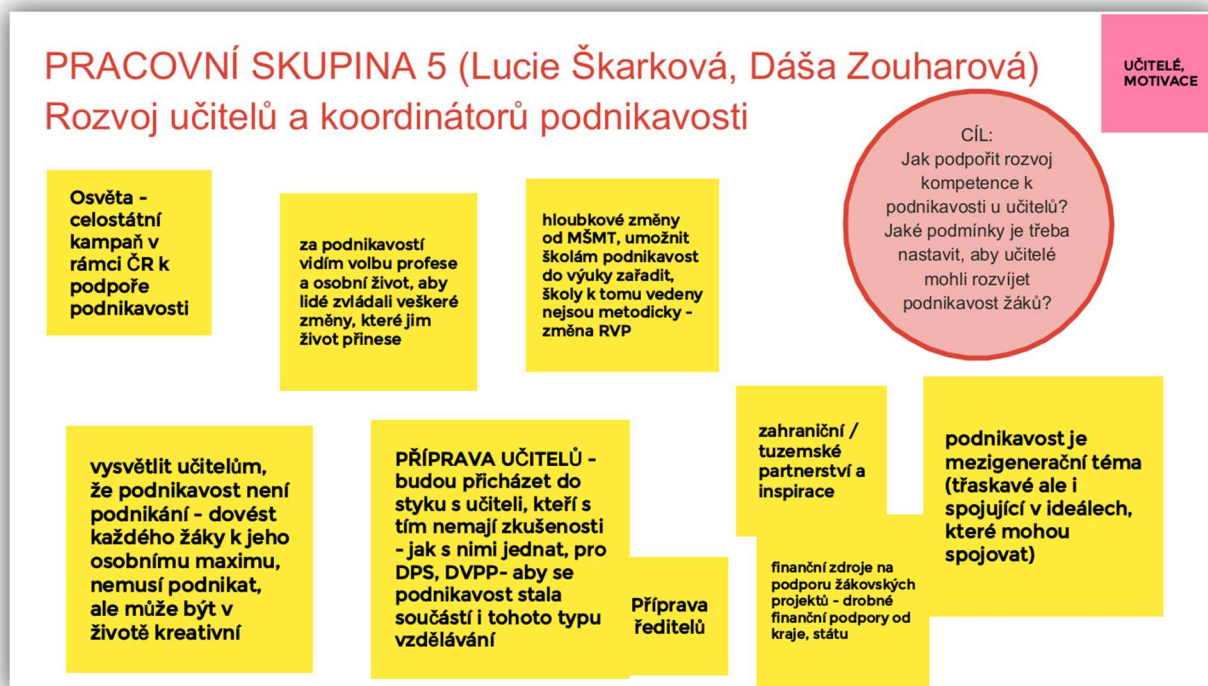 PRACOVNÍ SKUPINA 5 (Lucie Škarková, Dáša Zouharová)
Rozvoj učitelů a koordinátorů podnikavosti
UČITELÉ,
MOTIVACE
CÍL:
Jak podpořit rozvoj
kompetence k
podnikavosti u učitelů?
Jaké podmínky je třeba
nastavit, aby učitelé
mohli rozvíjet
podnikavost žáků?
Osvěta -
celostátní
kampaň v
rámci ČR k
podpoře
podnikavosti
za podnikavostí
vidím volbu profese
a osobní život, aby
lidé zvládali veškeré
změny, které jim
život přinese
hloubkové změny
od MŠMT, umožnit
školám podnikavost
do výuky zařadit,
školy k tomu vedeny
nejsou metodicky -
změna RVP
vysvětlit učitelům,
že podnikavost není
podnikání - dovést
každého žáky k jeho
osobnímu maximu,
nemusí podnikat,
ale může být v
životě kreativní
PŘÍPRAVA UČITELŮ -
budou přicházet do
styku s učiteli, kteří s
tím nemají zkušenosti
- jak s nimi jednat, pro
DPS, DVPP- aby se
podnikavost stala
součástí i tohoto typu
vzdělávání
Příprava
ředitelů
zahraniční /
tuzemské
partnerství a
inspirace
finanční zdroje na
podporu žákovských
projektů - drobné
finanční podpory od
kraje, státu
podnikavost je
mezigenerační téma
(třaskavé ale i
spojující v ideálech,
které mohou
spojovat)